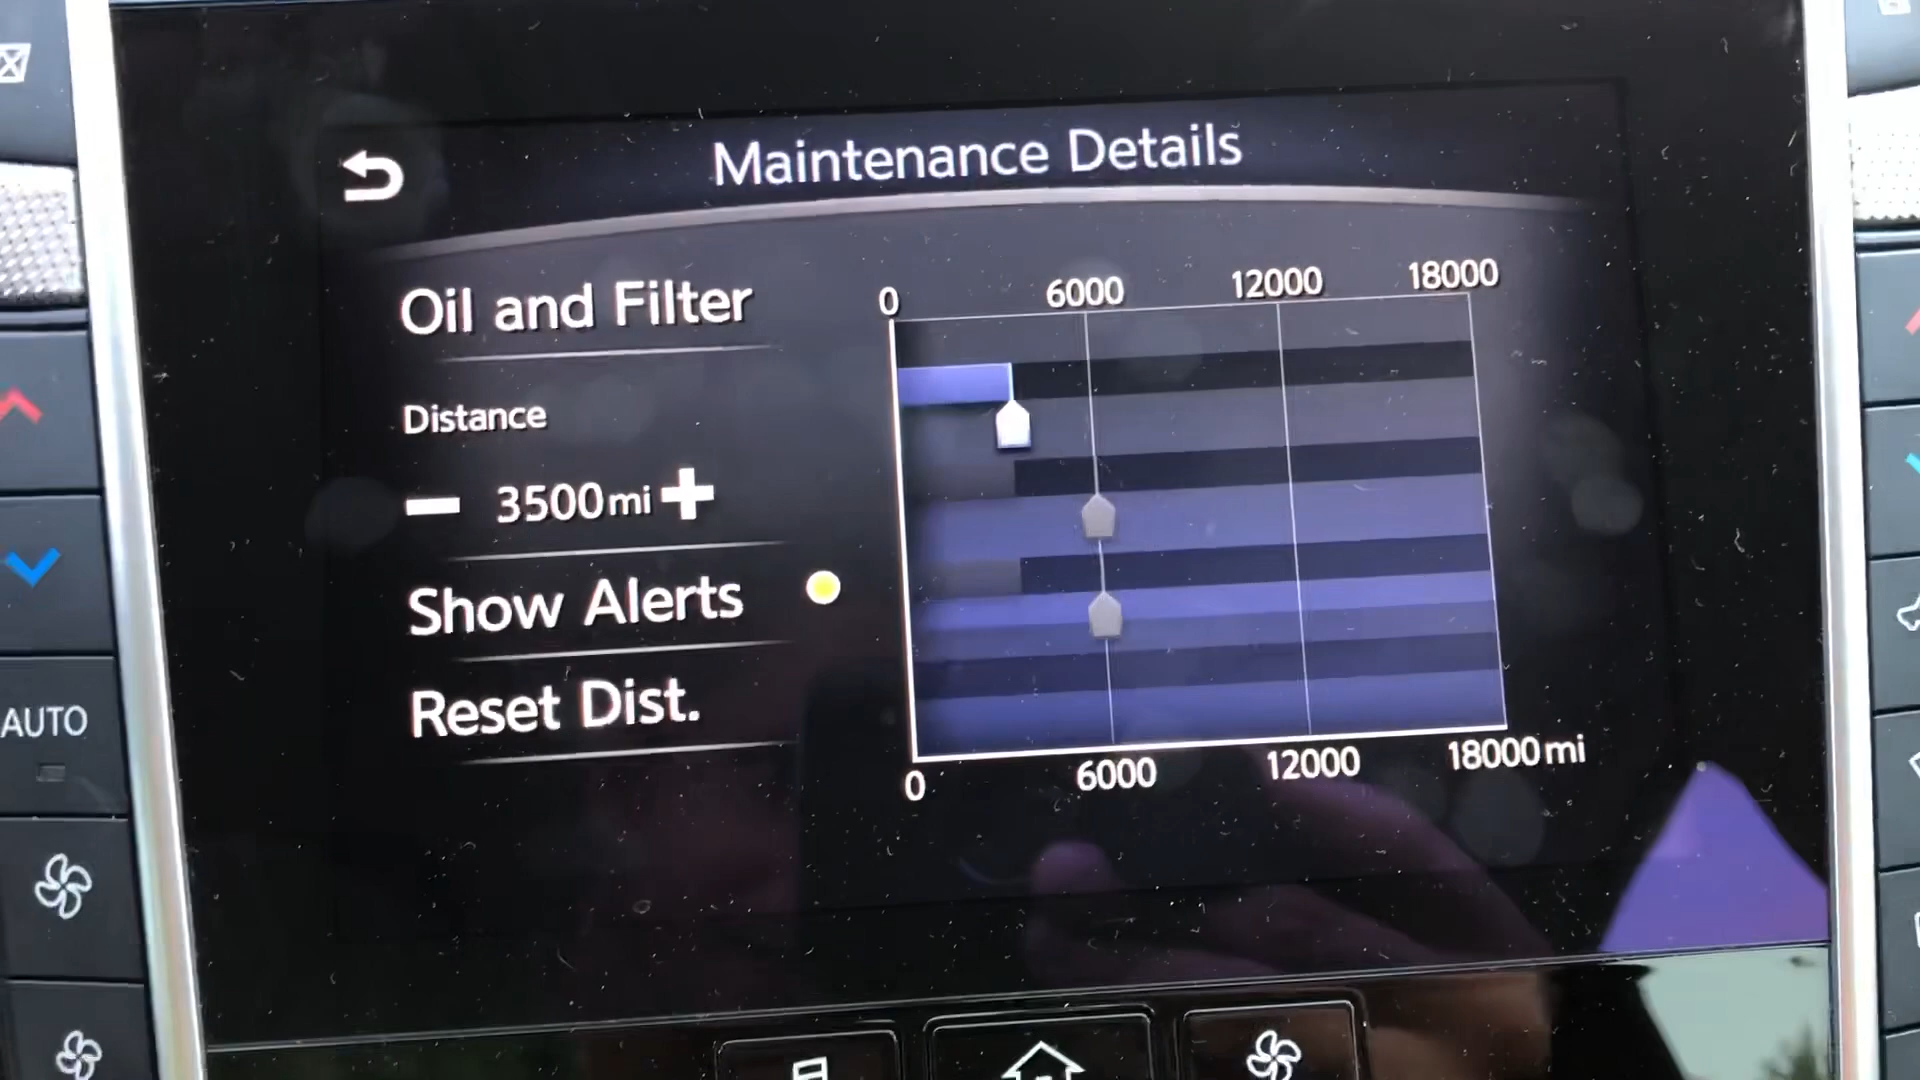 Maintenance Details
Oil and Filter
Distance
3500mi
Show Alerts
Reset Dist.
0 6000 12000 18000
0 6000 12000 18000mi
AUTO